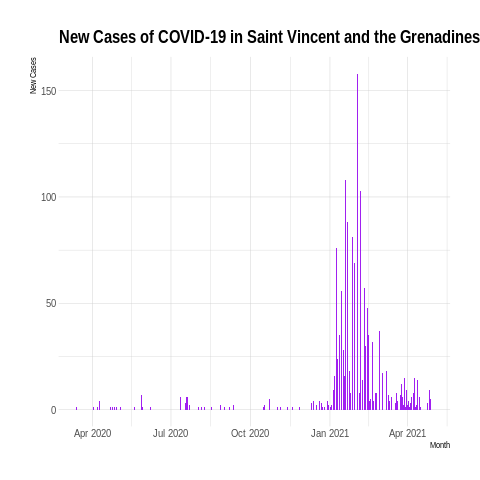 New Cases of COVID-19 in Saint Vincent and the Grenadines
New Cases
150
100
50
0
Apr 2020 Jul 2020 Oct 2020 Jan 2021 Apr 2021
Month